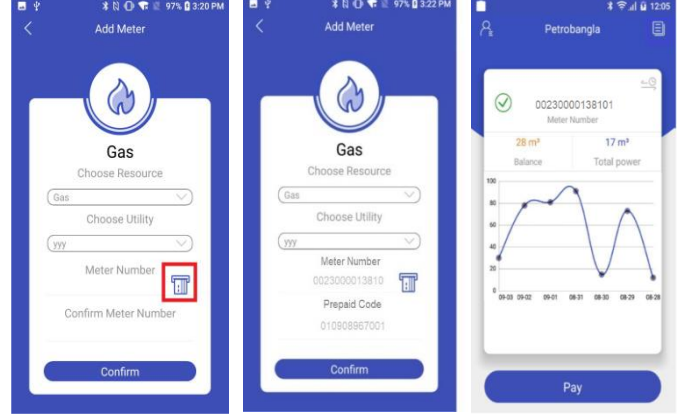 97% 3:20 PM
Add Meter
Gas
Choose Resource
Gas
Choose Utility
yyy
Meter Number
Confirm Meter Number
Confirm
97% 3:22 PM
Add Meter
Gas
Choose Resource
Gas
Choose Utility
yyy
Meter Number
0023000013810
Prepaid Code
010908967001
Confirm
12:05
Petrobangla
00230000138101
Meter Number
28 m³ 17 m³
Balance Total power
100
80
60
40
20
0
09-03 09-02 09-01 08-31 08-30 08-29 08-28
Pay